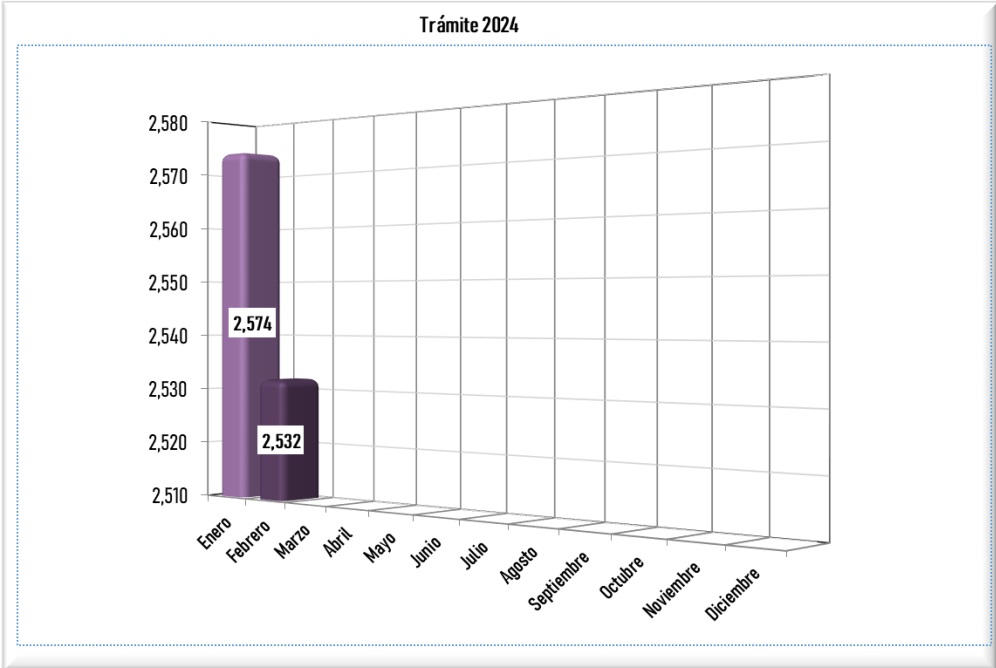 Trámite 2024
2,580
2,570
2,560
2,550
2,540
2,530
2,520
2,510
2,574
2,532
Enero
Febrero
Marzo
Abril
Mayo
Junio
Julio
Agosto
Septiembre
Octubre
Noviembre
Diciembre